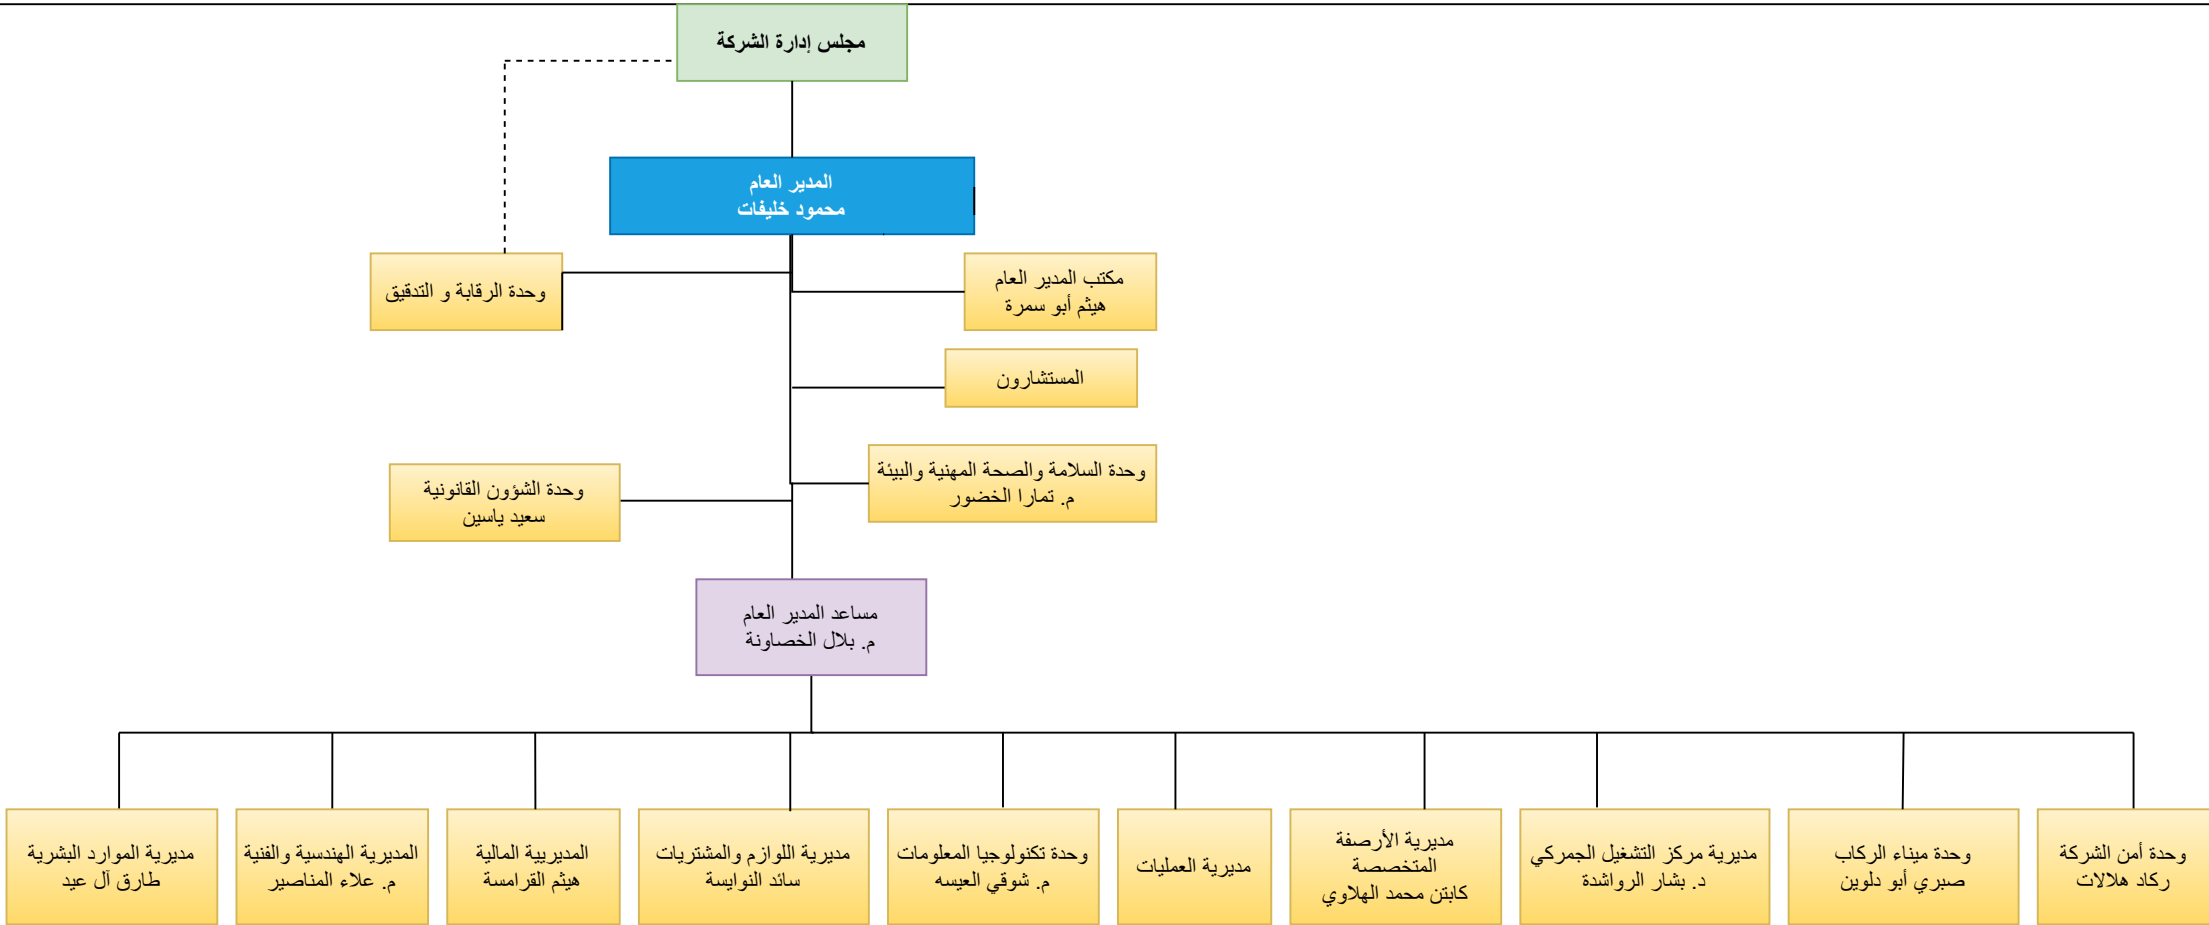 مجلس إدارة الشركة
المدير العام
محمود خليفات
مكتب المدير العام
هيثم أبو سمرة
وحدة الرقابة و التدقيق
المستشارون
وحدة السلامة والصحة المهنية والبيئة
م. تمارا الخضور
وحدة الشؤون القانونية
سعيد ياسين
مساعد المدير العام
م. بلال الخصاونة
وحدة أمن الشركة
ركاد هلالات
وحدة ميناء الركاب
صبري أبو دلوين
مديرية مركز التشغيل الجمركي
د. بشار الرواشدة
مديرية الأرصفة
المتخصصة
كابتن محمد الهلاوي
مديرية العمليات
وحدة تكنولوجيا المعلومات
م. شوقي العيسه
مديرية اللوازم والمشتريات
سائد النوايسة
المديريية المالية
هيثم القرامسة
المديرية الهندسية والفنية
م. علاء المناصير
مديرية الموارد البشرية
طارق آل عيد